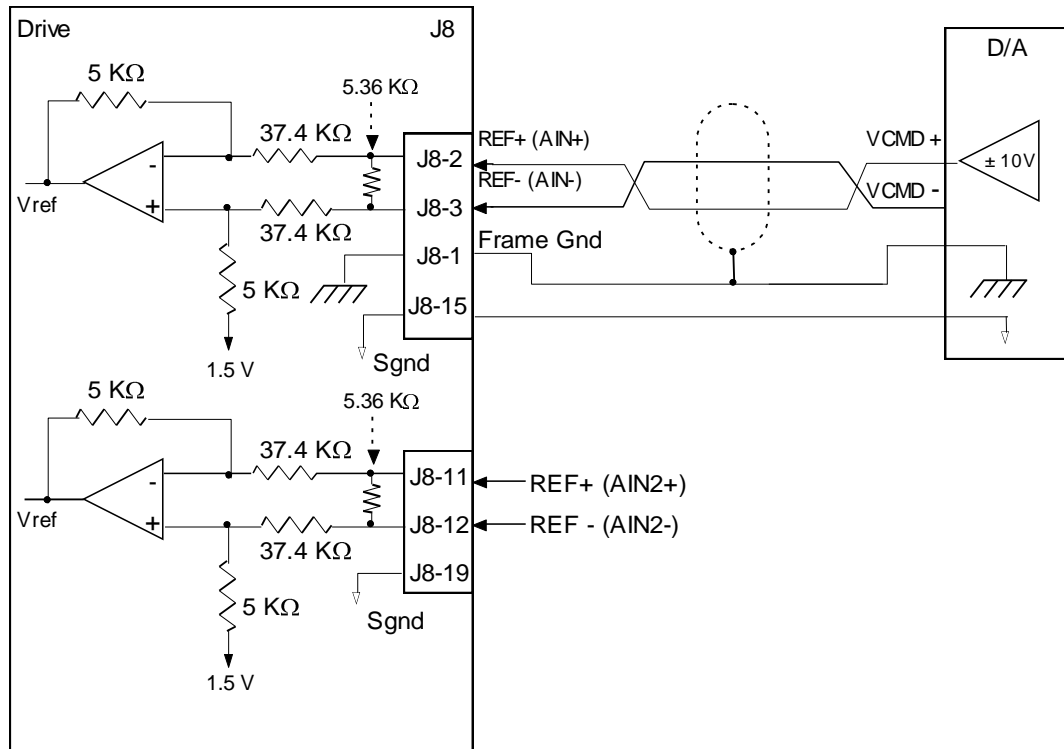 Drive
J8
D/A
5 KΩ
5.36 KΩ
37.4 KΩ
J8-2
REF+ (AIN+)
VCMD +
-
± 10V
REF- (AIN-)
VCMD -
Vref
+
J8-3
37.4 KΩ
Frame Gnd
J8-1
5 KΩ
J8-15
1.5 V
Sgnd
5 KΩ
5.36 KΩ
37.4 KΩ
J8-11
REF+ (AIN2+)
-
Vref
+
J8-12
REF - (AIN2-)
37.4 KΩ
J8-19
5 KΩ
Sgnd
1.5 V